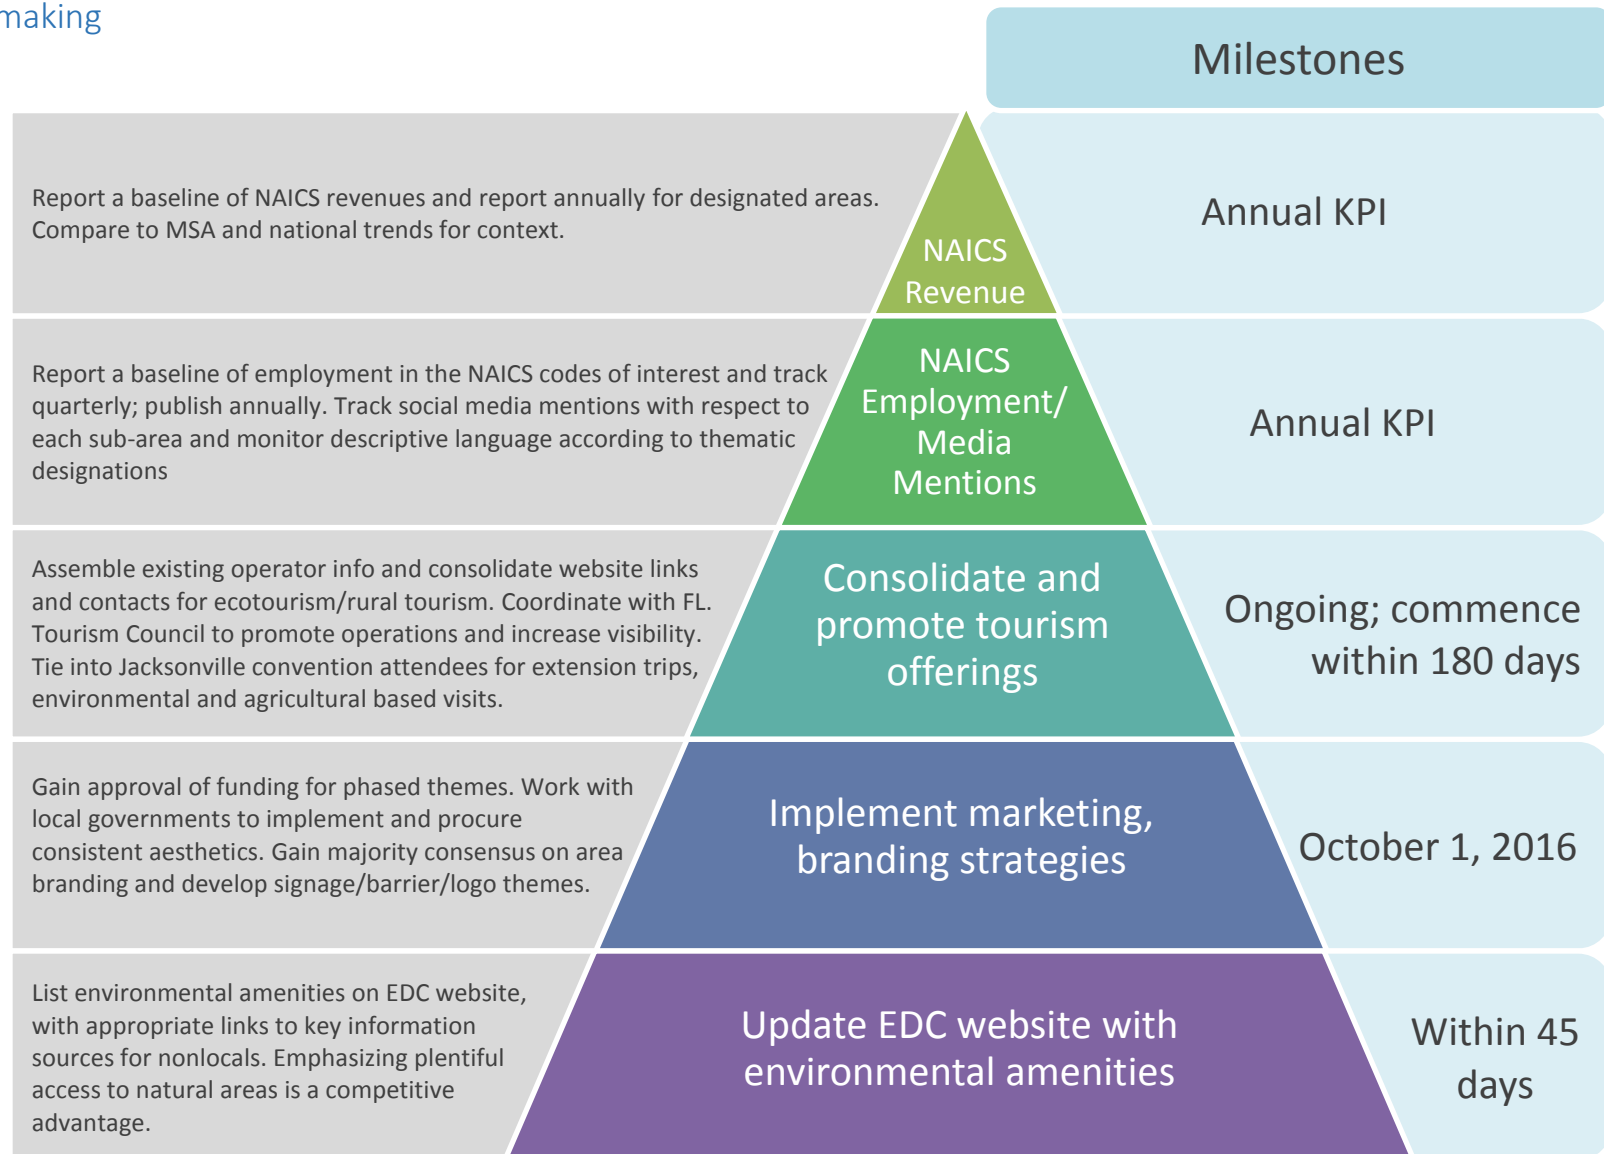 making
Milestones
Report a baseline of NAICS revenues and report annually for designated areas.
Compare to MSA and national trends for context.
NAICS
Revenue
Annual KPI
Report a baseline of employment in the NAICS codes of interest and track
quarterly; publish annually. Track social media mentions with respect to
each sub-area and monitor descriptive language according to thematic
designations
NAICS
Employment/
Media
Mentions
Annual KPI
Assemble existing operator info and consolidate website links
and contacts for ecotourism/rural tourism. Coordinate with FL.
Tourism Council to promote operations and increase visibility.
Tie into Jacksonville convention attendees for extension trips,
environmental and agricultural based visits.
Consolidate and
promote tourism
offerings
Ongoing; commence
within 180 days
Gain approval of funding for phased themes. Work with
local governments to implement and procure
consistent aesthetics. Gain majority consensus on area
branding and develop signage/barrier/logo themes.
Implement marketing,
branding strategies
October 1, 2016
List environmental amenities on EDC website,
with appropriate links to key information
sources for nonlocals. Emphasizing plentiful
access to natural areas is a competitive
advantage.
Update EDC website with
environmental amenities
Within 45
days